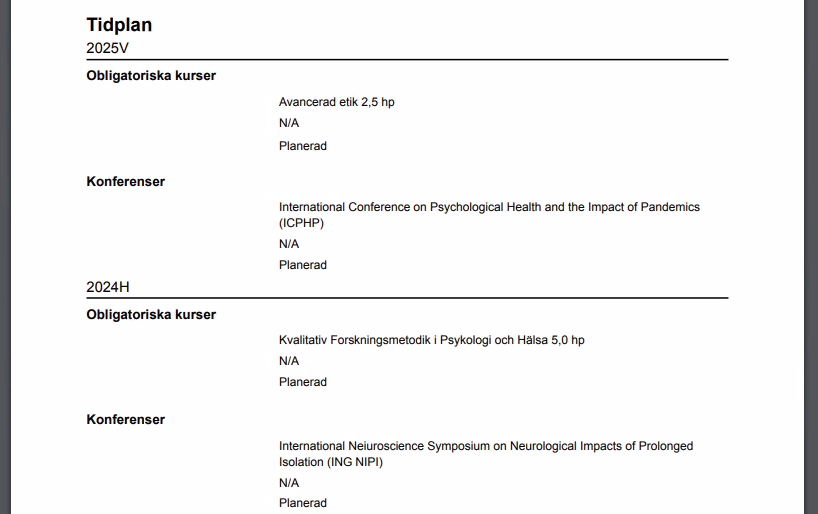 Tidplan
2025V
Obligatoriska kurser
Avancerad etik 2,5 hp
N/A
Planerad
Konferenser
International Conference on Psychological Health and the Impact of Pandemics
(ICPHP)
N/A
Planerad
2024H
Obligatoriska kurser
Kvalitativ Forskningsmetodik i Psykologi och Hälsa 5,0 hp
N/A
Planerad
Konferenser
International Neiuroscience Symposium on Neurological Impacts of Prolonged
Isolation (ING NIPI)
N/A
Planerad